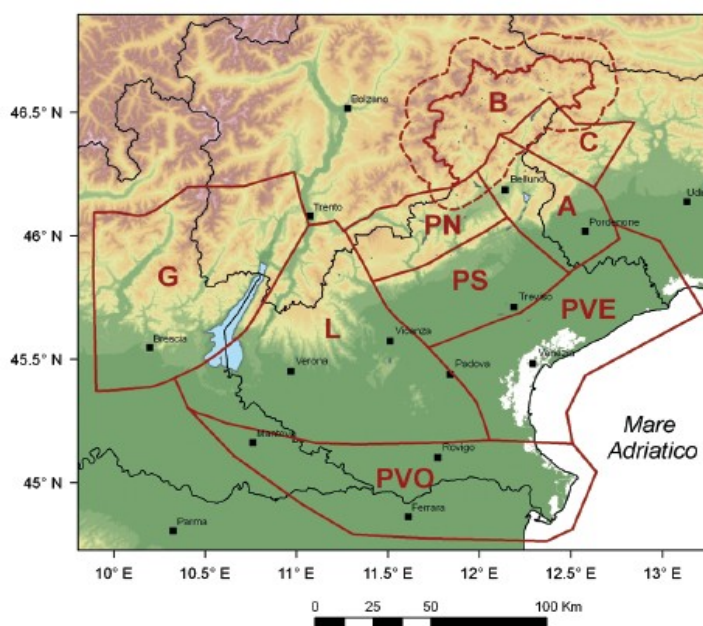 46.5° N
46° N
45.5° N
45° N
Bolzano
B
C
Belluno
Trento
A
Pordenone
PN
G
PS
Treviso
PVE
L
Brescia
Vicenza
Verona
Padova
Venezia
Mare
Adriatico
Mantova
Rovigo
PVO
Ferrara
Parma
10° E
10.5° E
11° E
11.5° E
12° E
12.5° E
13° E
0 25 50 100 Km